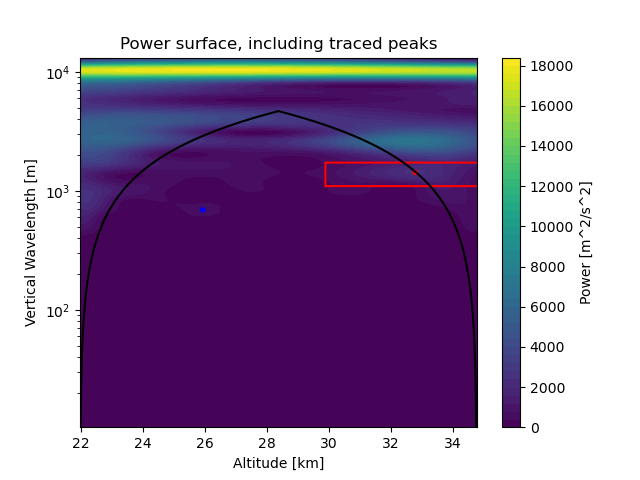 Power surface, including traced peaks
10^4
10^3
10^2
Vertical Wavelength [m]
22 24 26 28 30 32 34
Altitude [km]
18000
16000
14000
12000
10000
8000
6000
4000
2000
0
Power [m^2/s^2]